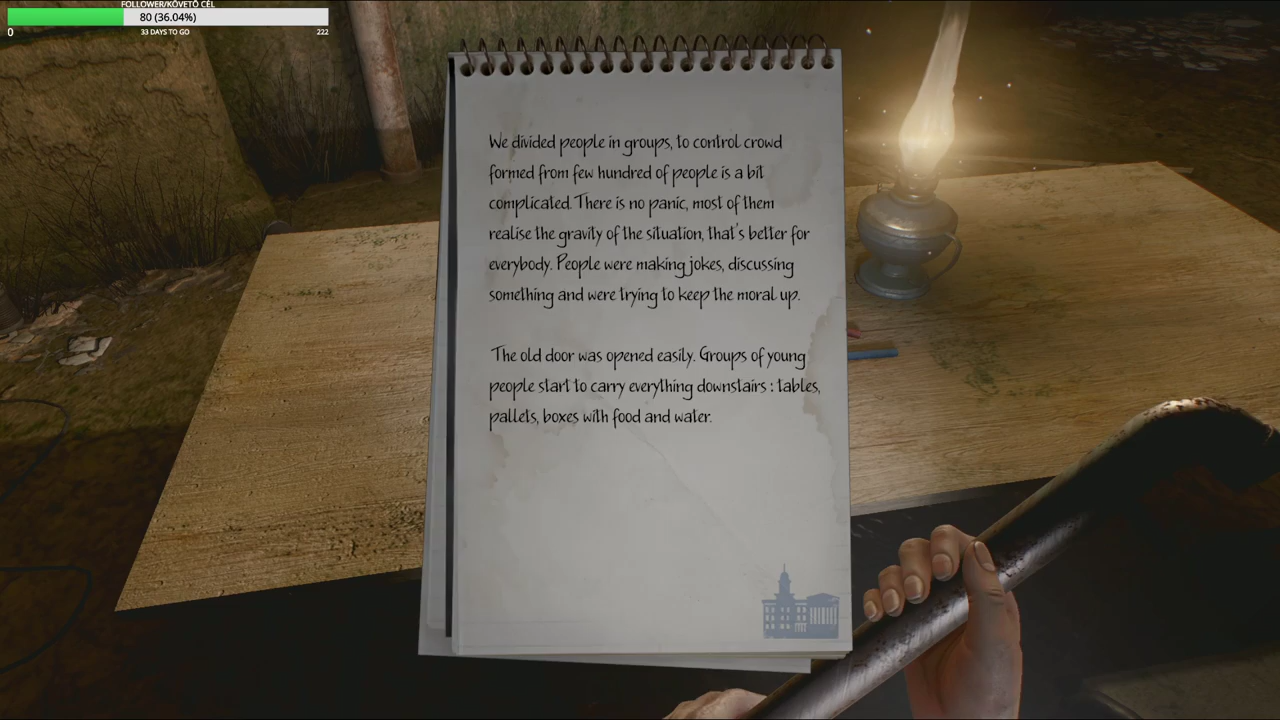 FOLLOWER/KÖVETŐ CÉL
80 (36.04%)
0 33 DAYS TO GO 222
We divided people in groups, to control crowd
formed from few hundred of people is a bit
complicated. There is no panic, most of them
realise the gravity of the situation, that's better for
everybody. People were making jokes, discussing
something and were trying to keep the moral up.
The old door was opened easily. Groups of young
people start to carry everything downstairs : tables,
pallets, boxes with food and water.